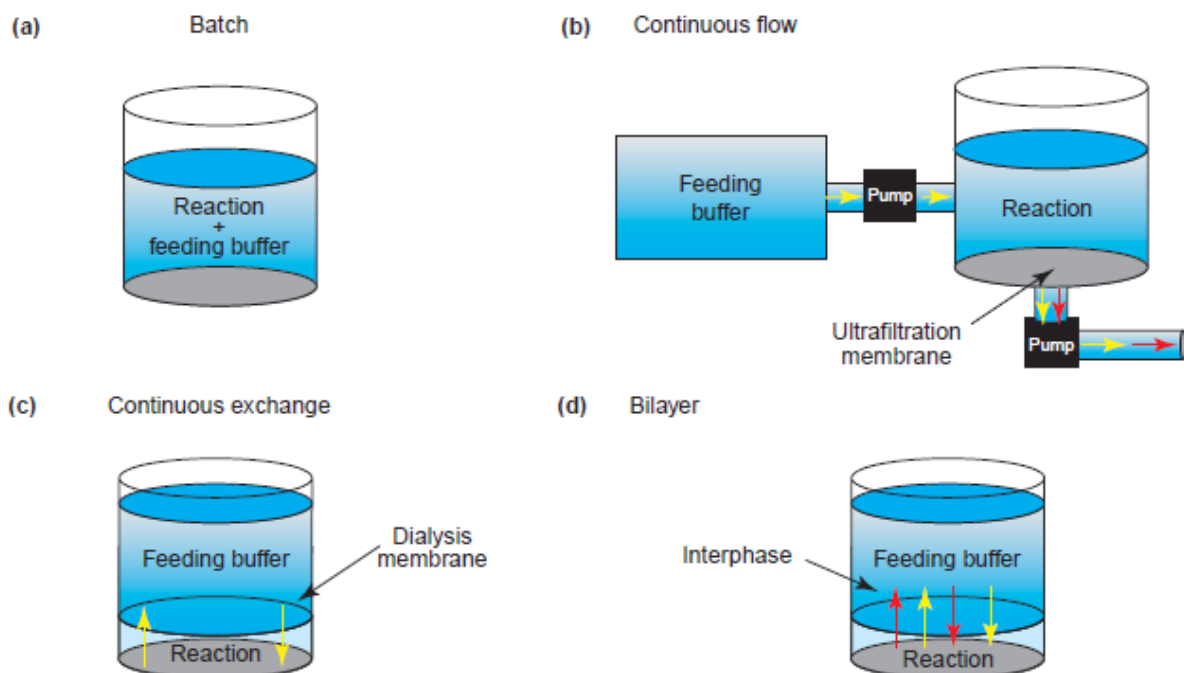 (a) Batch
Reaction
+
feeding buffer
(b) Continuous flow
Feeding
buffer
Pump
Reaction
Ultrafiltration
membrane
Pump
(c) Continuous exchange
Feeding buffer
Dialysis
membrane
Reaction
(d) Bilayer
Interphase
Feeding buffer
Reaction